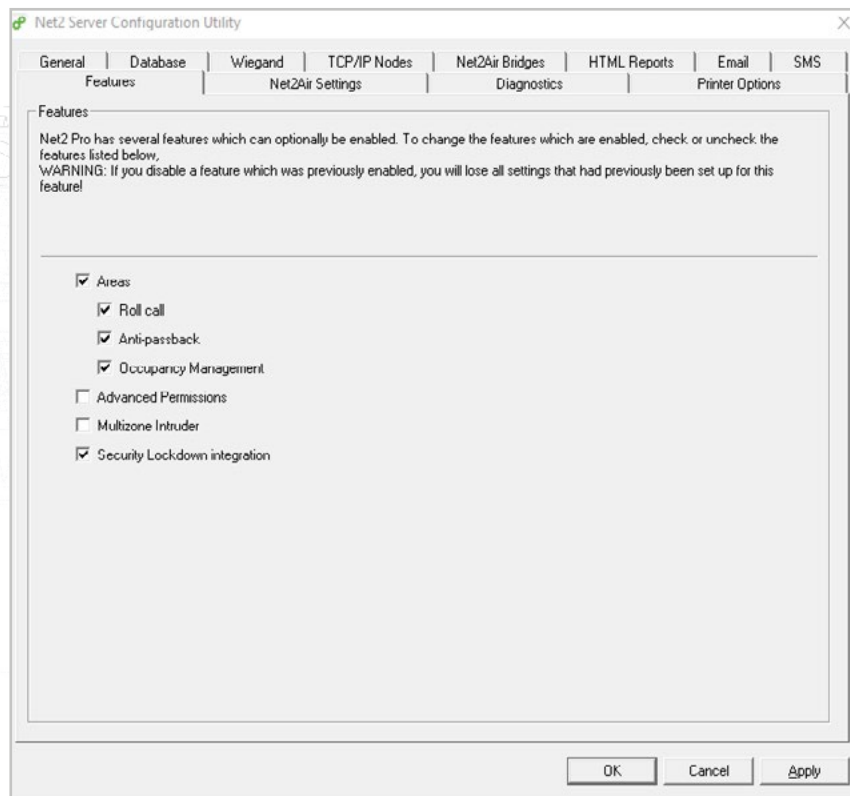 Net2 Server Configuration Utility
General Database Wiegand TCP/IP Nodes Net2Air Bridges HTML Reports Email SMS
Features Net2Air Settings Diagnostics Printer Options
Features
Net2 Pro has several features which can optionally be enabled. To change the features which are enabled, check or uncheck the
features listed below,
WARNING: If you disable a feature which was previously enabled, you will lose all settings that had previously been set up for this
feature!
Areas
Roll call
Anti-passback
Occupancy Management
Advanced Permissions
Multizone Intruder
Security Lockdown integration
OK Cancel Apply